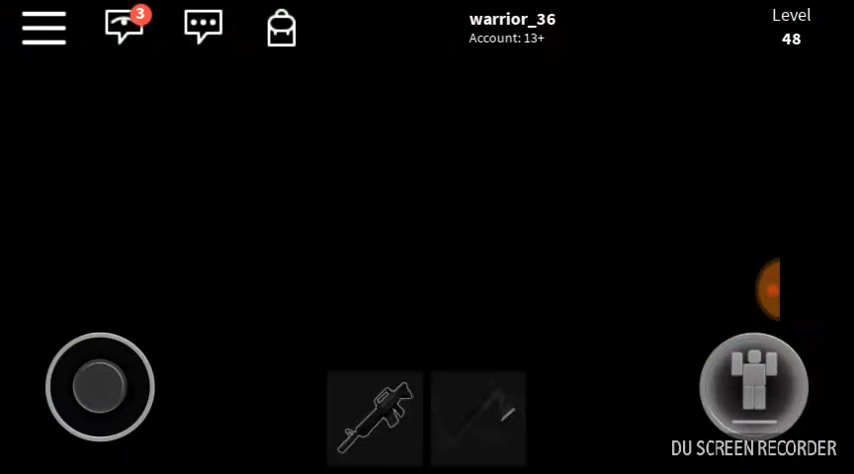 3
warrior_36
Account: 13+
Level
48
DU SCREEN RECORDER